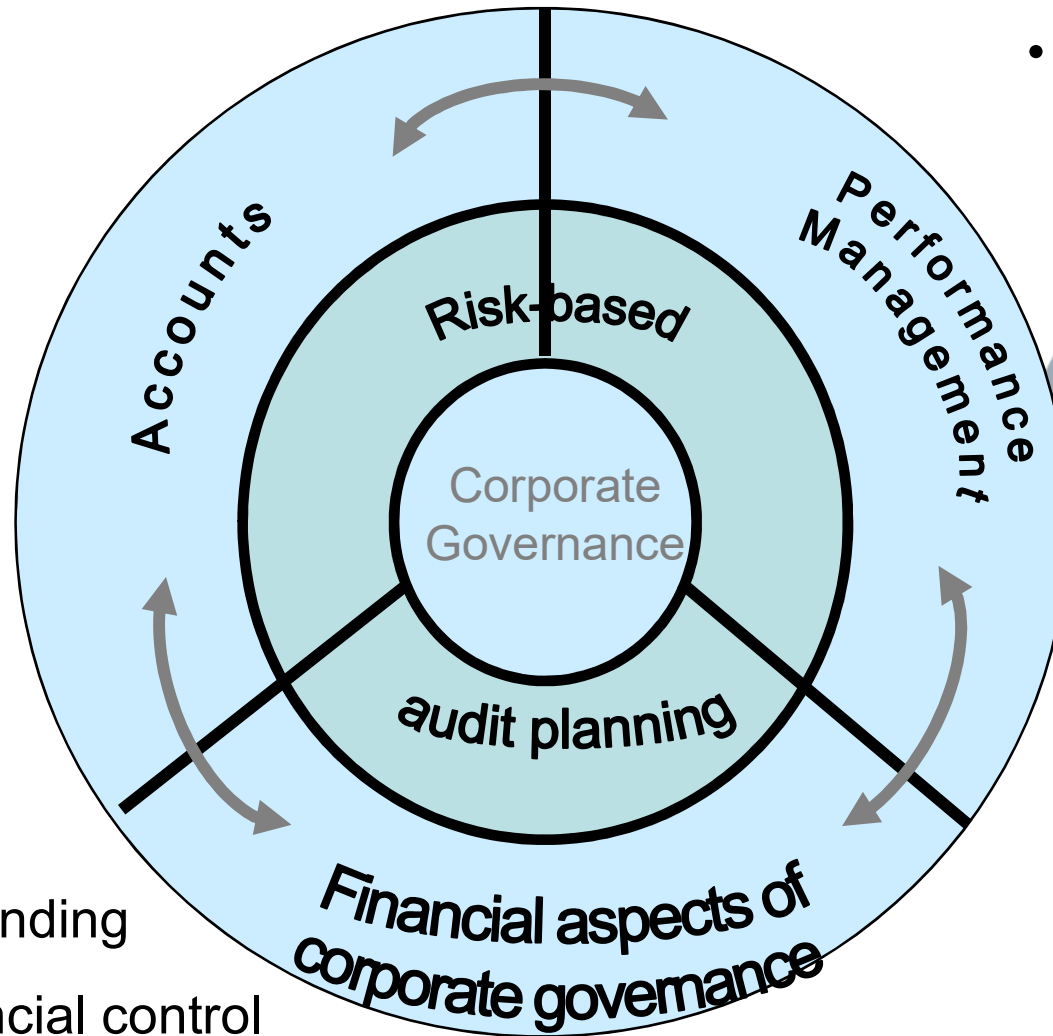 •
Accounts
Performance
Management
Risk-based
Corporate
Governance
audit planning
Financial aspects of
corporate governance
nding
ncial control